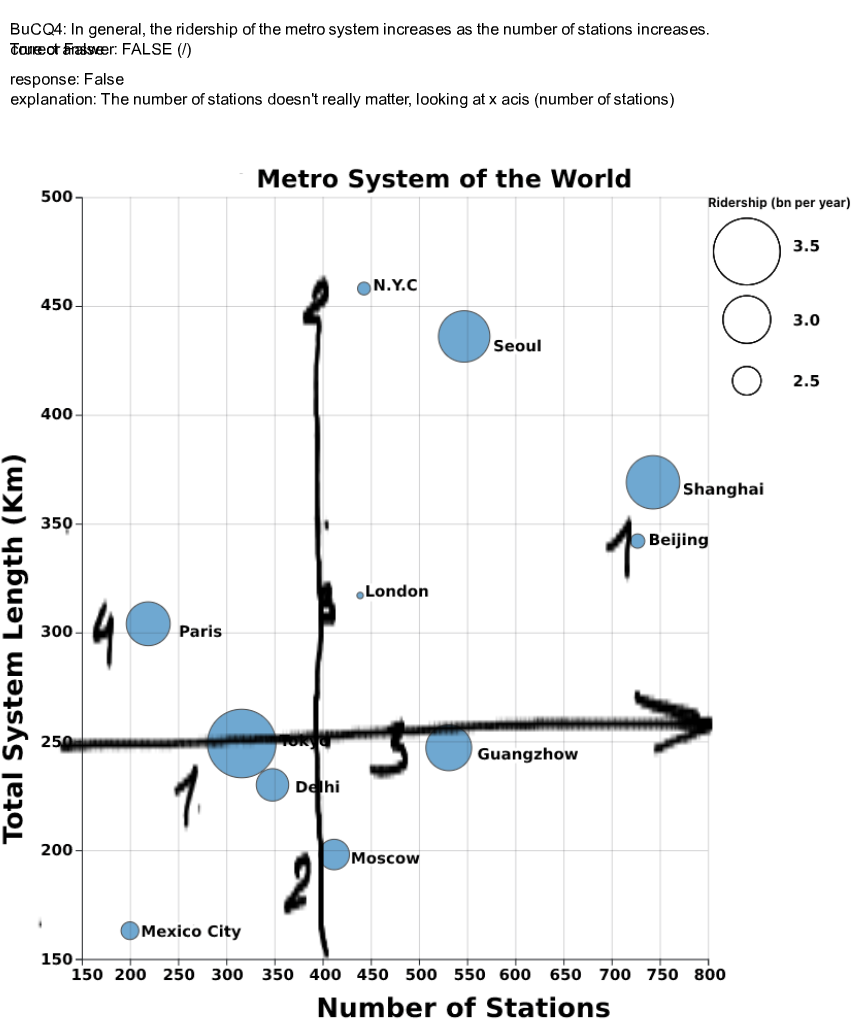 BuCQ4: In general, the ridership of the metro system increases as the number of stations increases.
True or False
correct answer: FALSE (/)
response: False
explanation: The number of stations doesn't really matter, looking at x acis (number of stations)
Metro System of the World
Ridership (bn per year)
3.5
3.0
2.5
500
450
400
350
300
250
200
150
Total System Length (Km)
2
N.Y.C
Seoul
Shanghai
1
Beijing
London
4
Paris
Tokyo
Guangzhow
1
Delhi
2
Moscow
Mexico City
150 200 250 300 350 400 450 500 550 600 650 700 750 800
Number of Stations